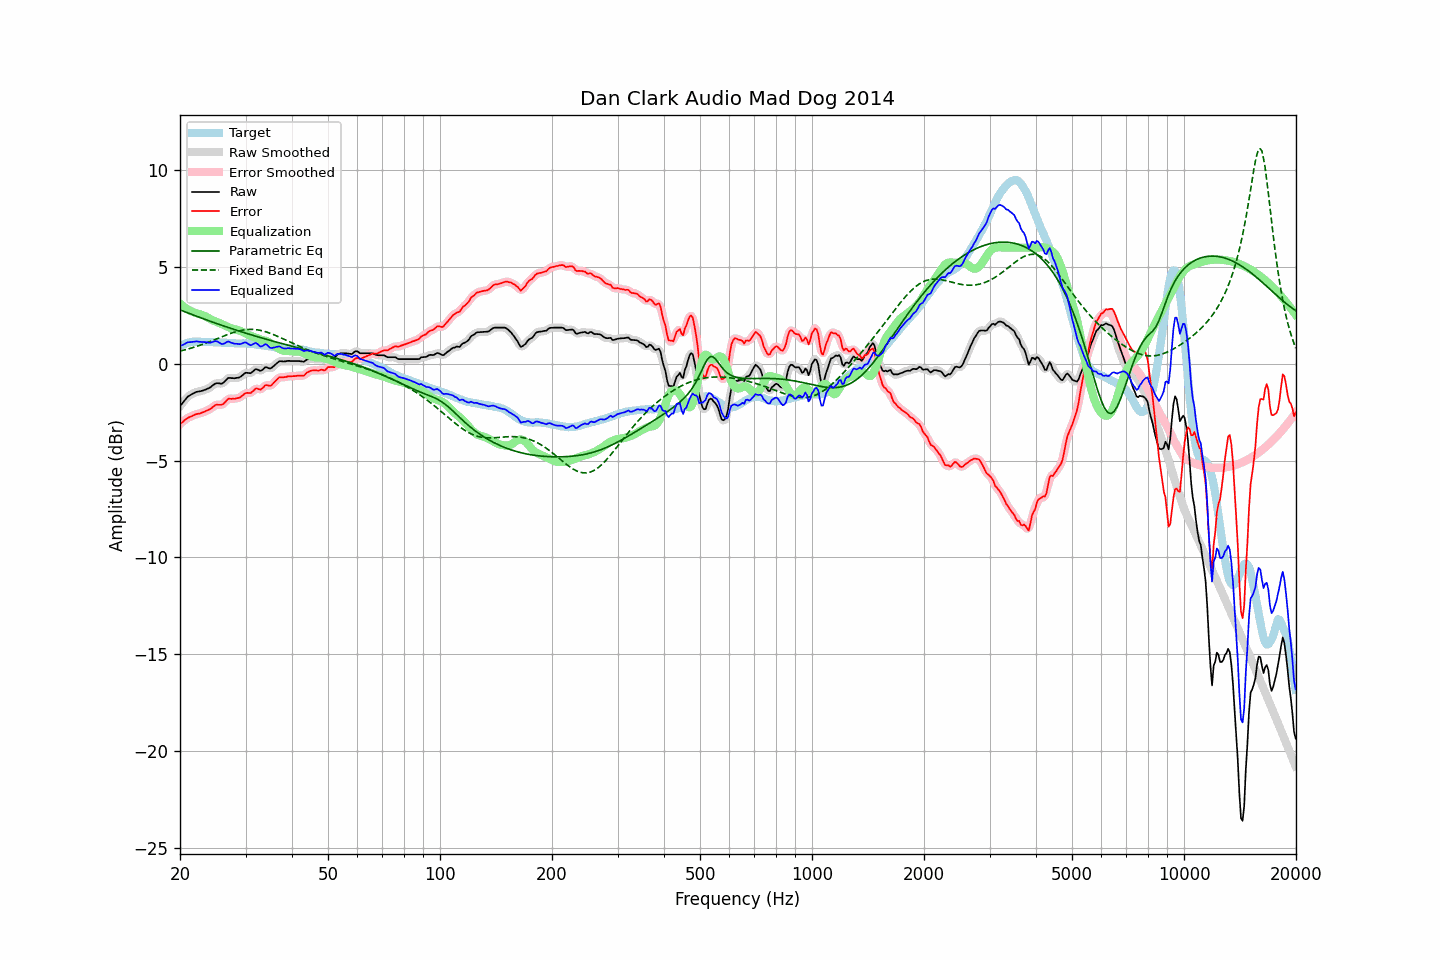 Dan Clark Audio Mad Dog 2014
Target
Raw Smoothed
Error Smoothed
Raw
Error
Equalization
Parametric Eq
Fixed Band Eq
Equalized
Amplitude (dBr)
10
5
0
−5
−10
−15
−20
−25
20
50
100
200
500
1000
2000
5000
10000
20000
Frequency (Hz)